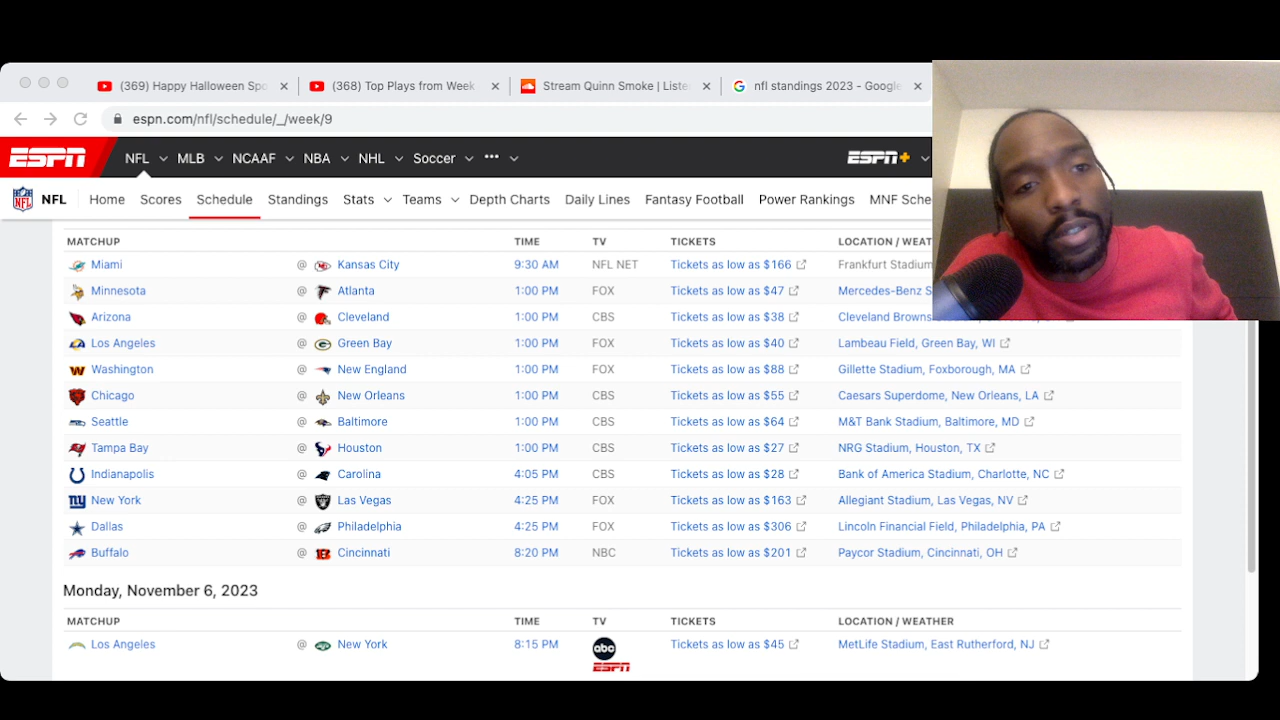 (369) Happy Halloween Spo
(368) Top Plays from Week
Stream Quinn Smoke | Liste
nfl standings 2023 - Google
espn.com/nfl/schedule/_/week/9
ESPN NFL MLB NCAAF NBA NHL Soccer ••• ESPN+
NFL NFL Home Scores Schedule Standings Stats Teams Depth Charts Daily Lines Fantasy Football Power Rankings MNF Sche
MATCHUP TIME TV TICKETS LOCATION / WEAT
Miami @ Kansas City 9:30 AM NFL NET Tickets as low as $166 Frankfurt Stadium
Minnesota @ Atlanta 1:00 PM FOX Tickets as low as $47 Mercedes-Benz S
Arizona @ Cleveland 1:00 PM CBS Tickets as low as $38 Cleveland Browns
Los Angeles @ Green Bay 1:00 PM FOX Tickets as low as $40 Lambeau Field, Green Bay, WI
Washington @ New England 1:00 PM FOX Tickets as low as $88 Gillette Stadium, Foxborough, MA
Chicago @ New Orleans 1:00 PM CBS Tickets as low as $55 Caesars Superdome, New Orleans, LA
Seattle @ Baltimore 1:00 PM CBS Tickets as low as $64 M&T Bank Stadium, Baltimore, MD
Tampa Bay @ Houston 1:00 PM CBS Tickets as low as $27 NRG Stadium, Houston, TX
Indianapolis @ Carolina 4:05 PM CBS Tickets as low as $28 Bank of America Stadium, Charlotte, NC
ny New York @ Las Vegas 4:25 PM FOX Tickets as low as $163 Allegiant Stadium, Las Vegas, NV
Dallas @ Philadelphia 4:25 PM FOX Tickets as low as $306 Lincoln Financial Field, Philadelphia, PA
Buffalo @ Cincinnati 8:20 PM NBC Tickets as low as $201 Paycor Stadium, Cincinnati, OH
Monday, November 6, 2023
MATCHUP TIME TV TICKETS LOCATION / WEATHER
Los Angeles @ New York 8:15 PM abc Tickets as low as $45 MetLife Stadium, East Rutherford, NJ
ESPN